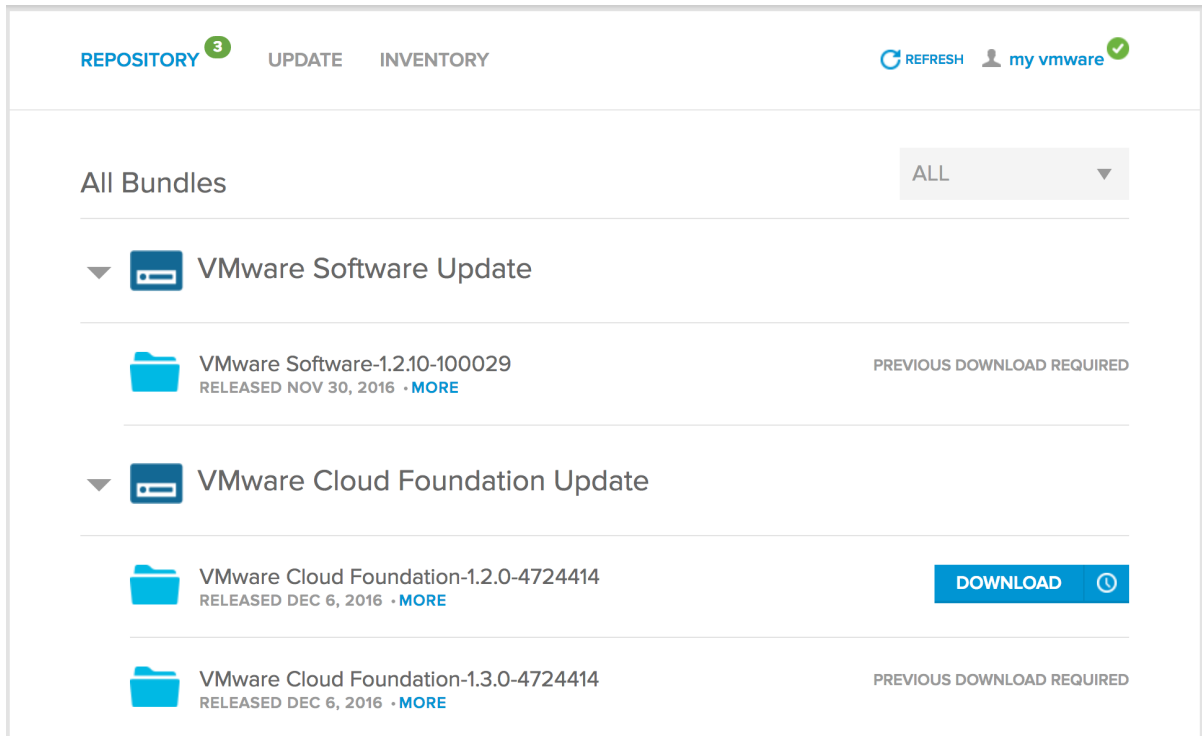 REPOSITORY 3 UPDATE INVENTORY REFRESH my vmware
All Bundles ALL
VMware Software Update
VMware Software-1.2.10-100029 PREVIOUS DOWNLOAD REQUIRED
RELEASED NOV 30, 2016 • MORE
VMware Cloud Foundation Update
VMware Cloud Foundation-1.2.0-4724414 DOWNLOAD
RELEASED DEC 6, 2016 • MORE
VMware Cloud Foundation-1.3.0-4724414 PREVIOUS DOWNLOAD REQUIRED
RELEASED DEC 6, 2016 • MORE